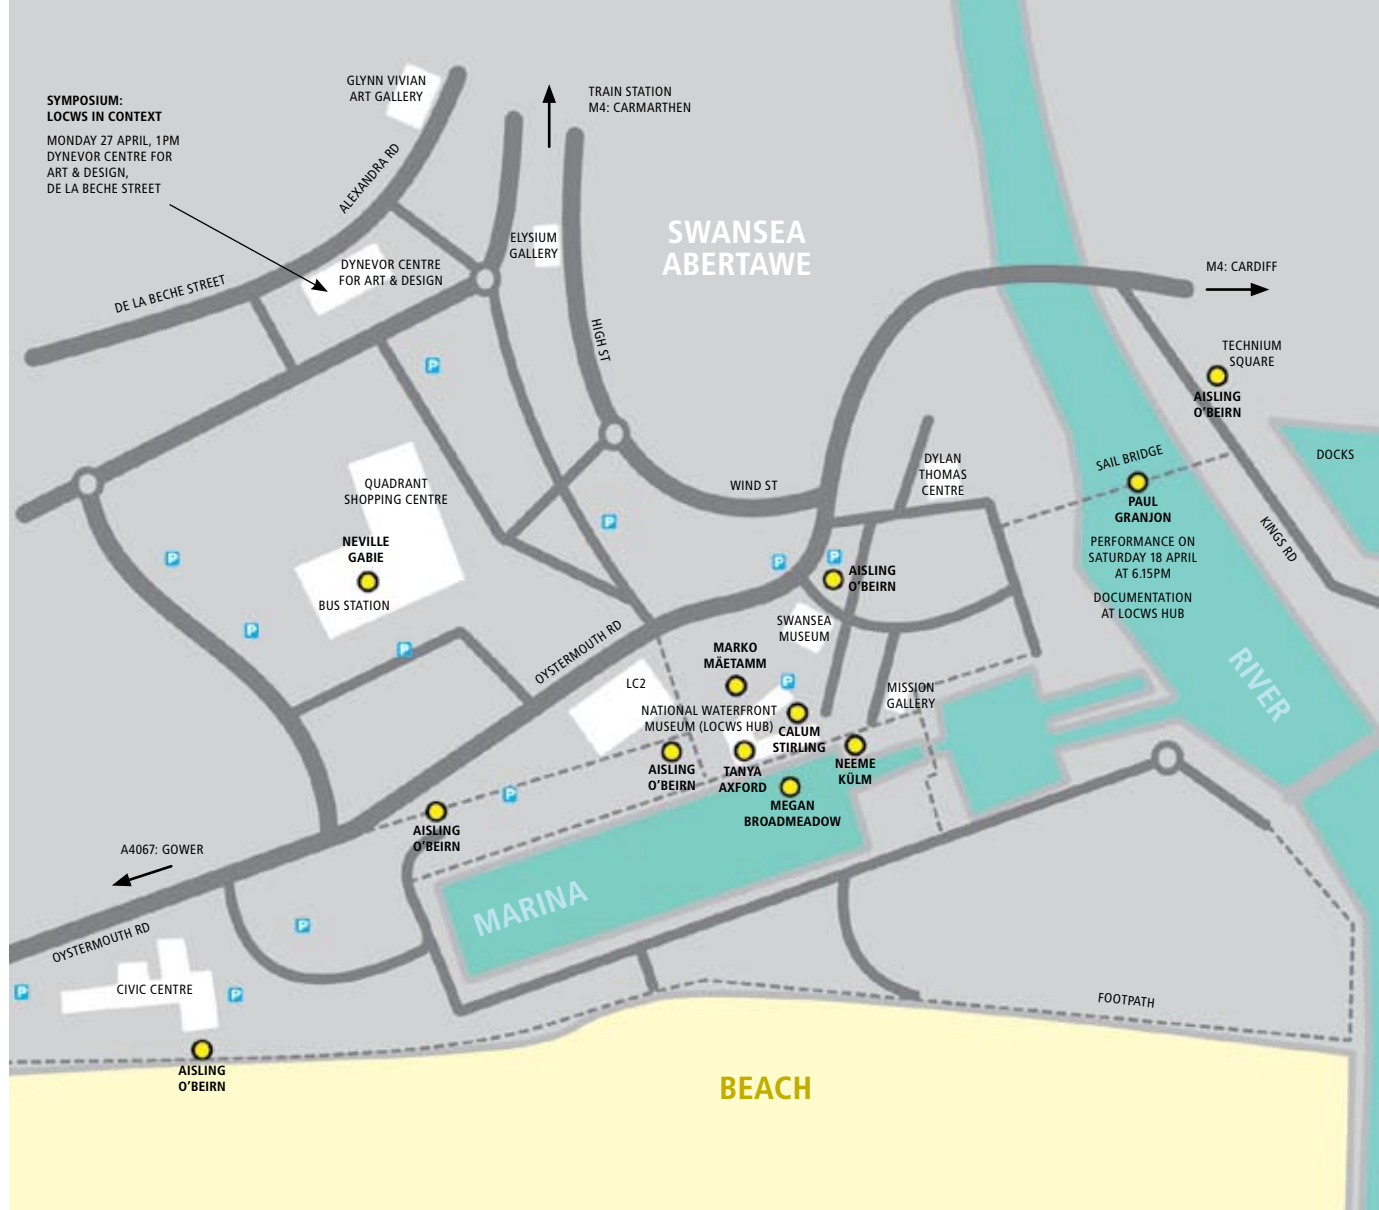 GLYNN VIVIAN
ART GALLERY
TRAIN STATION
M4: CARMARTHEN
SYMPOSIUM:
LOCWS IN CONTEXT
MONDAY 27 APRIL, 1PM
DYNEVOR CENTRE FOR
ART & DESIGN,
DE LA BECHE STREET
ALEXANDRA RD
ELYSIUM
GALLERY
SWANSEA
ABERTAWE
DYNEVOR CENTRE
FOR ART & DESIGN
DE LA BECHE STREET
M4: CARDIFF
HIGH ST
TECHNIUM
SQUARE
AISLING
O'BEIRN
P
DOCKS
SAIL BRIDGE
DYLAN
THOMAS
CENTRE
WIND ST
QUADRANT
SHOPPING CENTRE
PAUL
GRANJON
PERFORMANCE ON
SATURDAY 18 APRIL
AT 6.15PM
DOCUMENTATION
AT LOCWS HUB
KINGS RD
P
NEVILLE
GABIE
P
P
P
AISLING
O'BEIRN
BUS STATION
P
P
SWANSEA
MUSEUM
OYSTERMOUTH RD
MARKO
MÄETAMM
RIVER
LC2
P
MISSION
GALLERY
NATIONAL WATERFRONT
MUSEUM (LOCWS HUB)
CALUM
STIRLING
AISLING
O'BEIRN
TANYA
AXFORD
NEEME
KÜLM
MEGAN
BROADMEADOW
P
AISLING
O'BEIRN
A4067: GOWER
MARINA
P
OYSTERMOUTH RD
CIVIC CENTRE
P
P
FOOTPATH
AISLING
O'BEIRN
BEACH